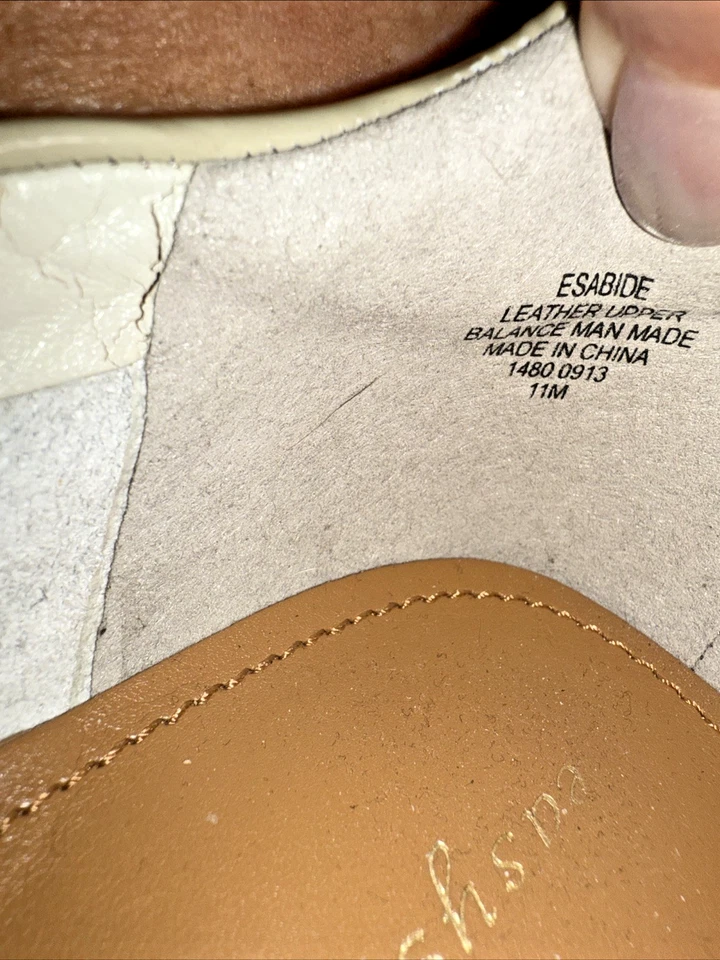 ESABIDE
LEATHER UPPER
BALANCE MAN MADE
MADE IN CHINA
1480 0913
11M